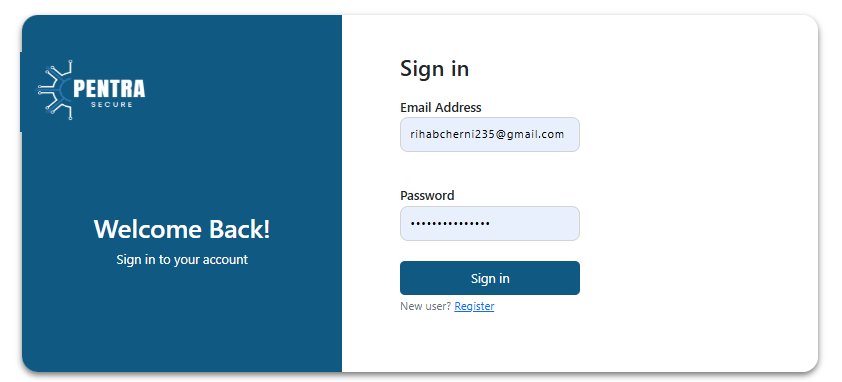 PENTRA
SECURE
Welcome Back!
Sign in to your account
Sign in
Email Address
rihabcherni235@gmail.com
Password
•••••••••••••••
Sign in
New user? Register